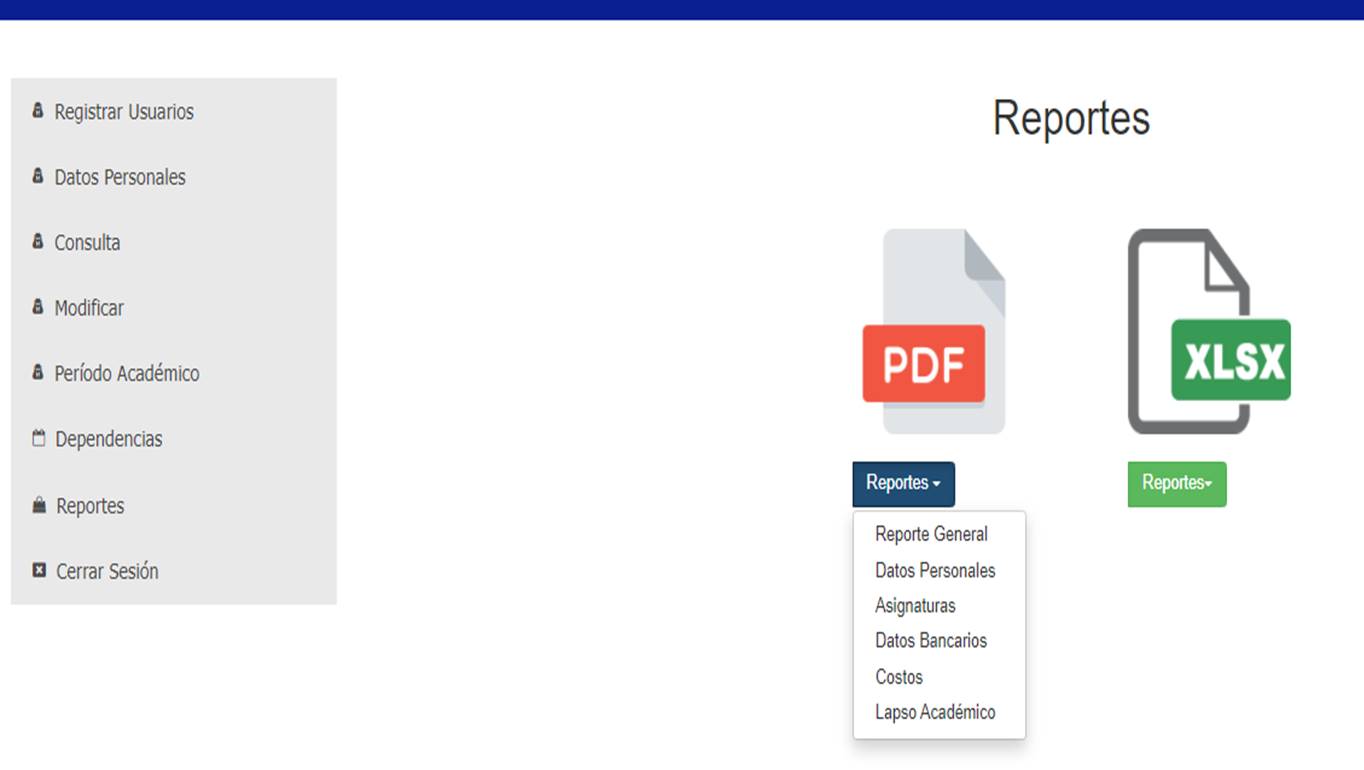 Registrar Usuarios
Datos Personales
Consulta
Modificar
Período Académico
Dependencias
Reportes
Cerrar Sesión
Reportes
PDF
XLSX
Reportes
Reportes
Reporte General
Datos Personales
Asignaturas
Datos Bancarios
Costos
Lapso Académico